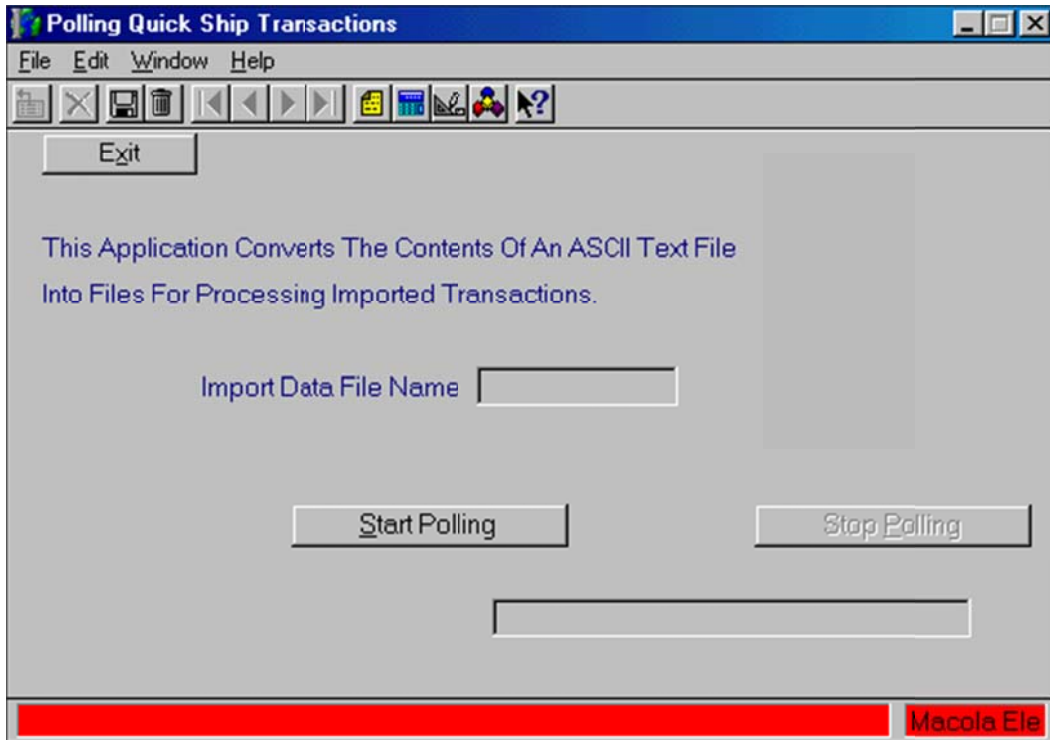 Polling Quick Ship Transactions
File Edit Window Help
Exit
This Application Converts The Contents Of An ASCII Text File
Into Files For Processing Imported Transactions.
Import Data File Name
Start Polling Stop Polling
Macola Ele